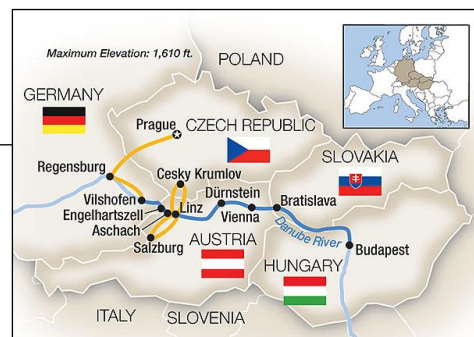 Maximum Elevation: 1,610 ft.
POLAND
GERMANY
Prague
CZECH REPUBLIC
SLOVAKIA
Regensburg
Cesky Krumlov
Vilshofen
Engelhartszell
Aschach
Linz
Dürnstein
Vienna
Bratislava
Salzburg
Danube River
Budapest
AUSTRIA
HUNGARY
ITALY
SLOVENIA